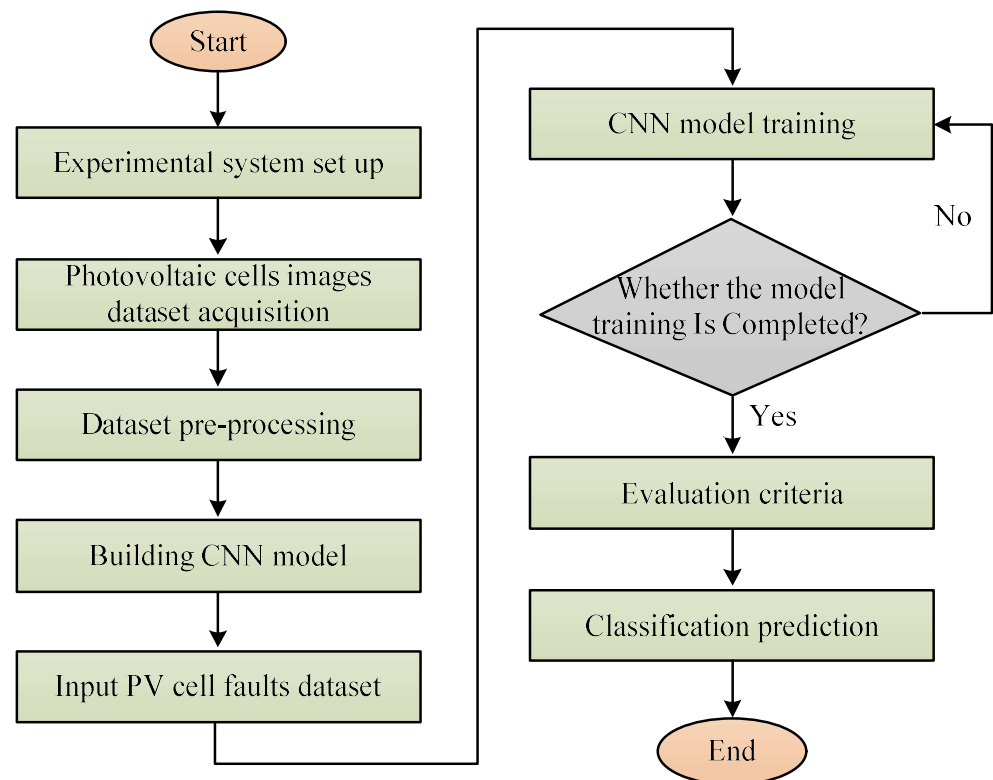 Start
Experimental system set up
Photovoltaic cells images
dataset acquisition
Dataset pre-processing
Building CNN model
Input PV cell faults dataset
CNN model training
No
Whether the model
training Is Completed?
Yes
Evaluation criteria
Classification prediction
End